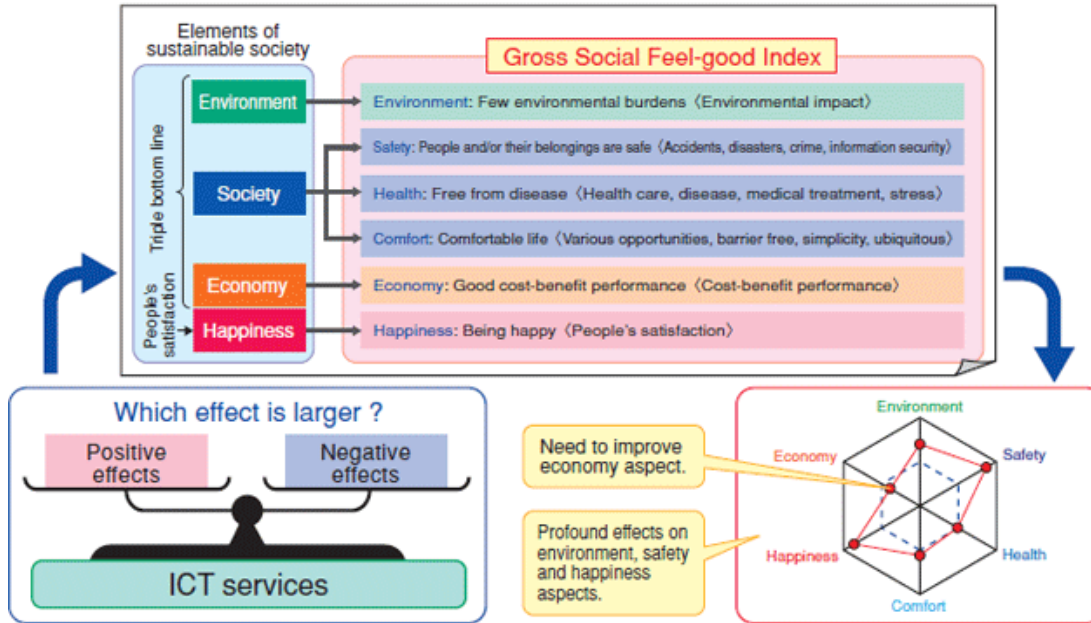 Elements of
sustainable society
Gross Social Feel-good Index
Triple bottom line
People's
satisfaction
Environment
Society
Economy
Happiness
Environment: Few environmental burdens〈Environmental impact〉
Safety: People and/or their belongings are safe〈Accidents, disasters, crime, information security〉
Health: Free from disease〈Health care, disease, medical treatment, stress〉
Comfort: Comfortable life〈Various opportunities, barrier free, simplicity, ubiquitous〉
Economy: Good cost-benefit performance〈Cost-benefit performance〉
Happiness: Being happy〈People's satisfaction〉
Which effect is larger ?
Positive
effects
Negative
effects
ICT services
Need to improve
economy aspect.
Profound effects on
environment, safety
and happiness
aspects.
Environment
Economy
Safety
Happiness
Health
Comfort